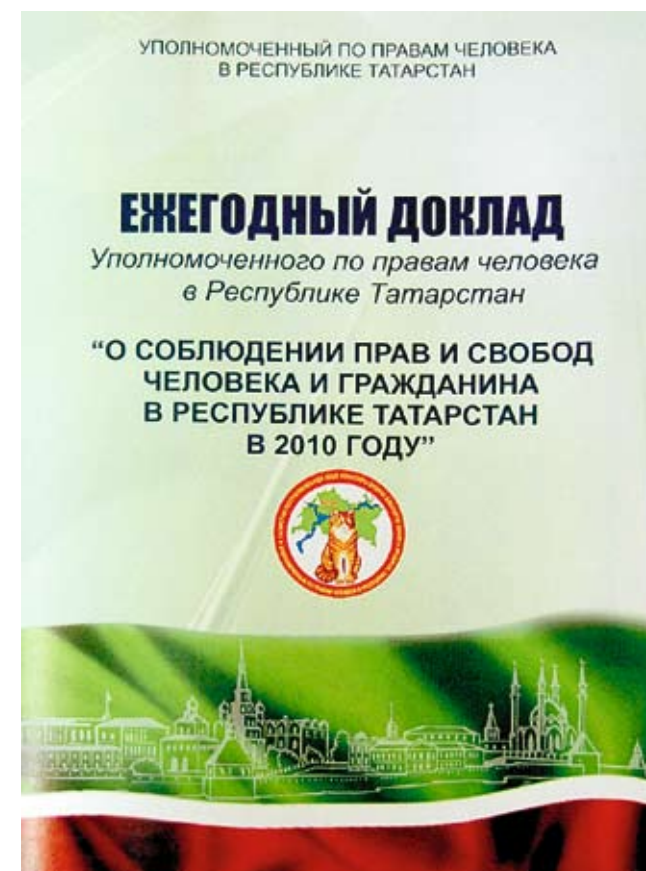 УПОЛНОМОЧЕННЫЙ ПО ПРАВАМ ЧЕЛОВЕКА
В РЕСПУБЛИКЕ ТАТАРСТАН
ЕЖЕГОДНЫЙ ДОКЛАД
Уполномоченного по правам человека
в Республике Татарстан
“О СОБЛЮДЕНИИ ПРАВ И СВОБОД
ЧЕЛОВЕКА И ГРАЖДАНИНА
В РЕСПУБЛИКЕ ТАТАРСТАН
В 2010 ГОДУ”